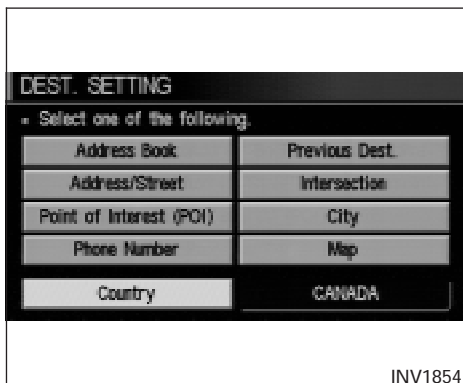 DEST. SETTING
Select one of the following.
Address Book Previous Dest.
Address/Street Intersection
Point of Interest (POI) City
Phone Number Map
Country CANADA
INV1854